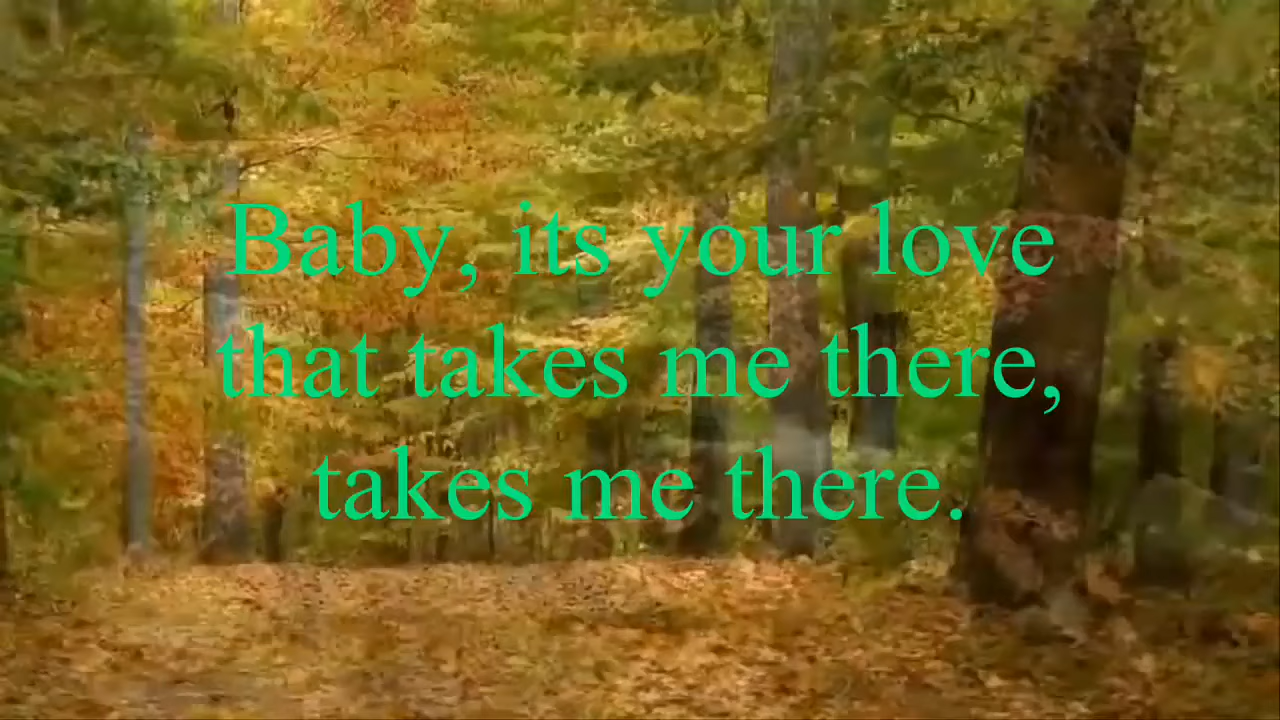 Baby, its your love
that takes me there,
takes me there.